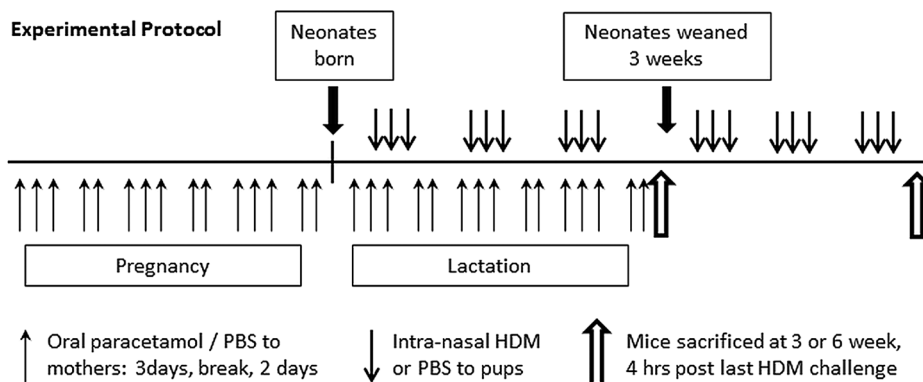 Experimental Protocol
Neonates
born
Neonates weaned
3 weeks
Pregnancy
Lactation
Oral paracetamol / PBS to
mothers: 3days, break, 2 days
Intra-nasal HDM
or PBS to pups
Mice sacrificed at 3 or 6 week,
4 hrs post last HDM challenge